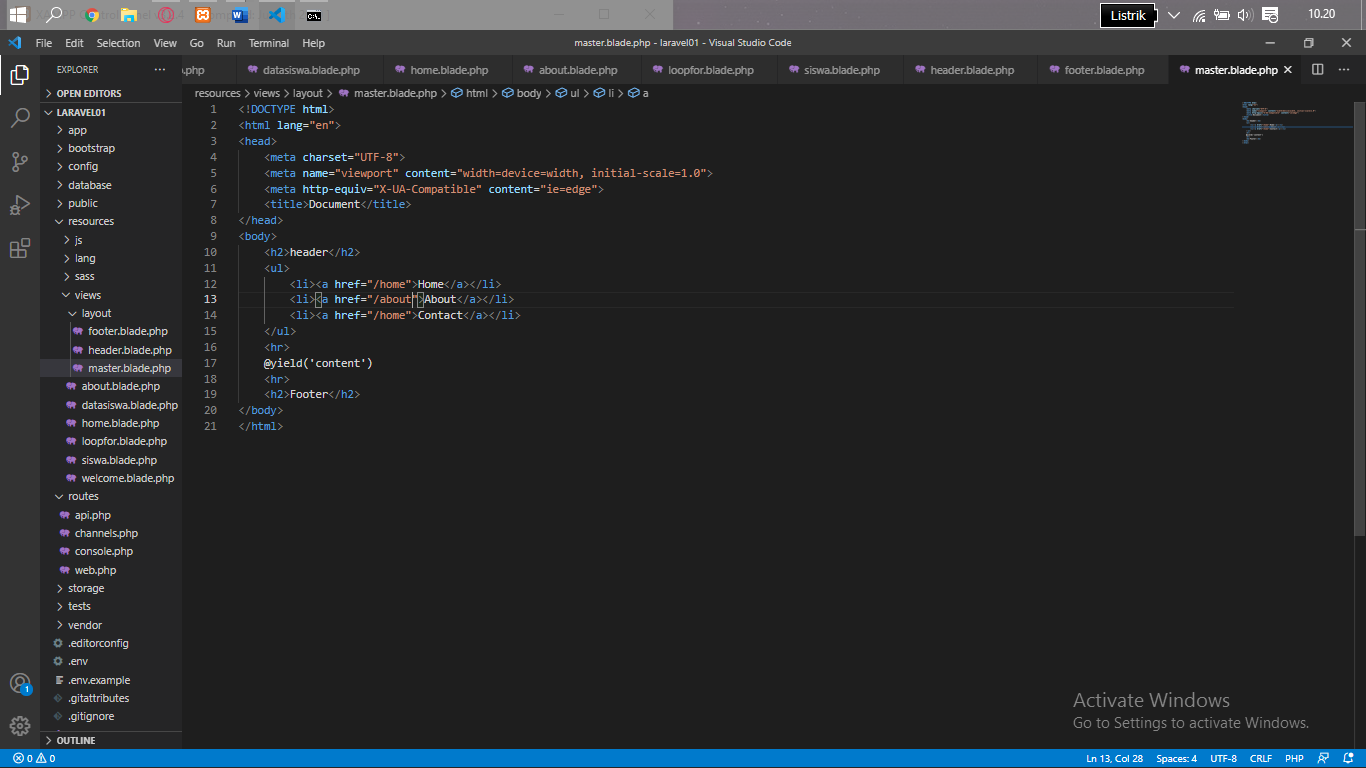 Listrik
10.20
File Edit Selection View Go Run Terminal Help
master.blade.php - laravel01 - Visual Studio Code
EXPLORER
.php datasiswa.blade.php home.blade.php about.blade.php loopfor.blade.php siswa.blade.php header.blade.php footer.blade.php master.blade.php
OPEN EDITORS
LARAVEL01
app
bootstrap
config
database
public
resources
js
lang
sass
views
layout
footer.blade.php
header.blade.php
master.blade.php
about.blade.php
datasiswa.blade.php
home.blade.php
loopfor.blade.php
siswa.blade.php
welcome.blade.php
routes
api.php
channels.php
console.php
web.php
storage
tests
vendor
.editorconfig
.env
.env.example
.gitattributes
.gitignore
OUTLINE
resources > views > layout > master.blade.php > html > body > ul > li > a
1 <!DOCTYPE html>
2 <html lang="en">
3 <head>
4 <meta charset="UTF-8">
5 <meta name="viewport" content="width=device-width, initial-scale=1.0">
6 <meta http-equiv="X-UA-Compatible" content="ie=edge">
7 <title>Document</title>
8 </head>
9 <body>
10 <h2>header</h2>
11 <ul>
12 <li><a href="/home">Home</a></li>
13 <li><a href="/about">About</a></li>
14 <li><a href="/home">Contact</a></li>
15 </ul>
16 <hr>
17 @yield('content')
18 <hr>
19 <h2>Footer</h2>
20 </body>
21 </html>
1
Activate Windows
Go to Settings to activate Windows.
0 0
Ln 13, Col 28 Spaces: 4 UTF-8 CRLF PHP